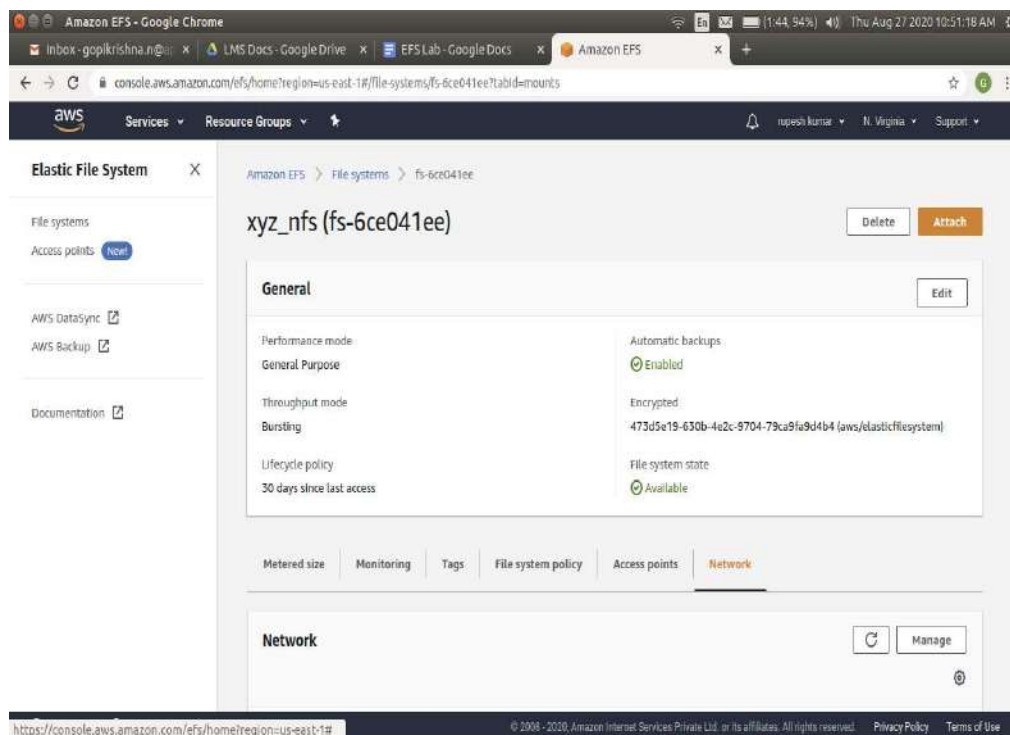 Amazon EFS - Google Chrome
En (1:44, 94%) Thu Aug 27 2020 10:51:18 AM
Inbox - gopikrishna.n@ x LMS Docs - Google Drive x EFS Lab - Google Docs x Amazon EFS x +
console.aws.amazon.com/efs/home?region=us-east-1#/file-systems/fs-6ce041ee?tabId=mounts G
aws Services Resource Groups rupesh kumar N. Virginia Support
Elastic File System X
File systems
Access points New!
AWS DataSync
AWS Backup
Documentation
Amazon EFS > File systems > fs-6ce041ee
xyz_nfs (fs-6ce041ee) Delete Attach
General Edit
Performance mode
General Purpose
Automatic backups
Enabled
Throughput mode
Bursting
Encrypted
473d5e19-630b-4e2c-9704-79ca9fa9d4b4 (aws/elasticfilesystem)
Lifecycle policy
30 days since last access
File system state
Available
Metered size Monitoring Tags File system policy Access points Network
Network Manage
https://console.aws.amazon.com/efs/home?region=us-east-1#
© 2008 - 2020, Amazon Internet Services Private Ltd. or its affiliates. All rights reserved. Privacy Policy Terms of Use